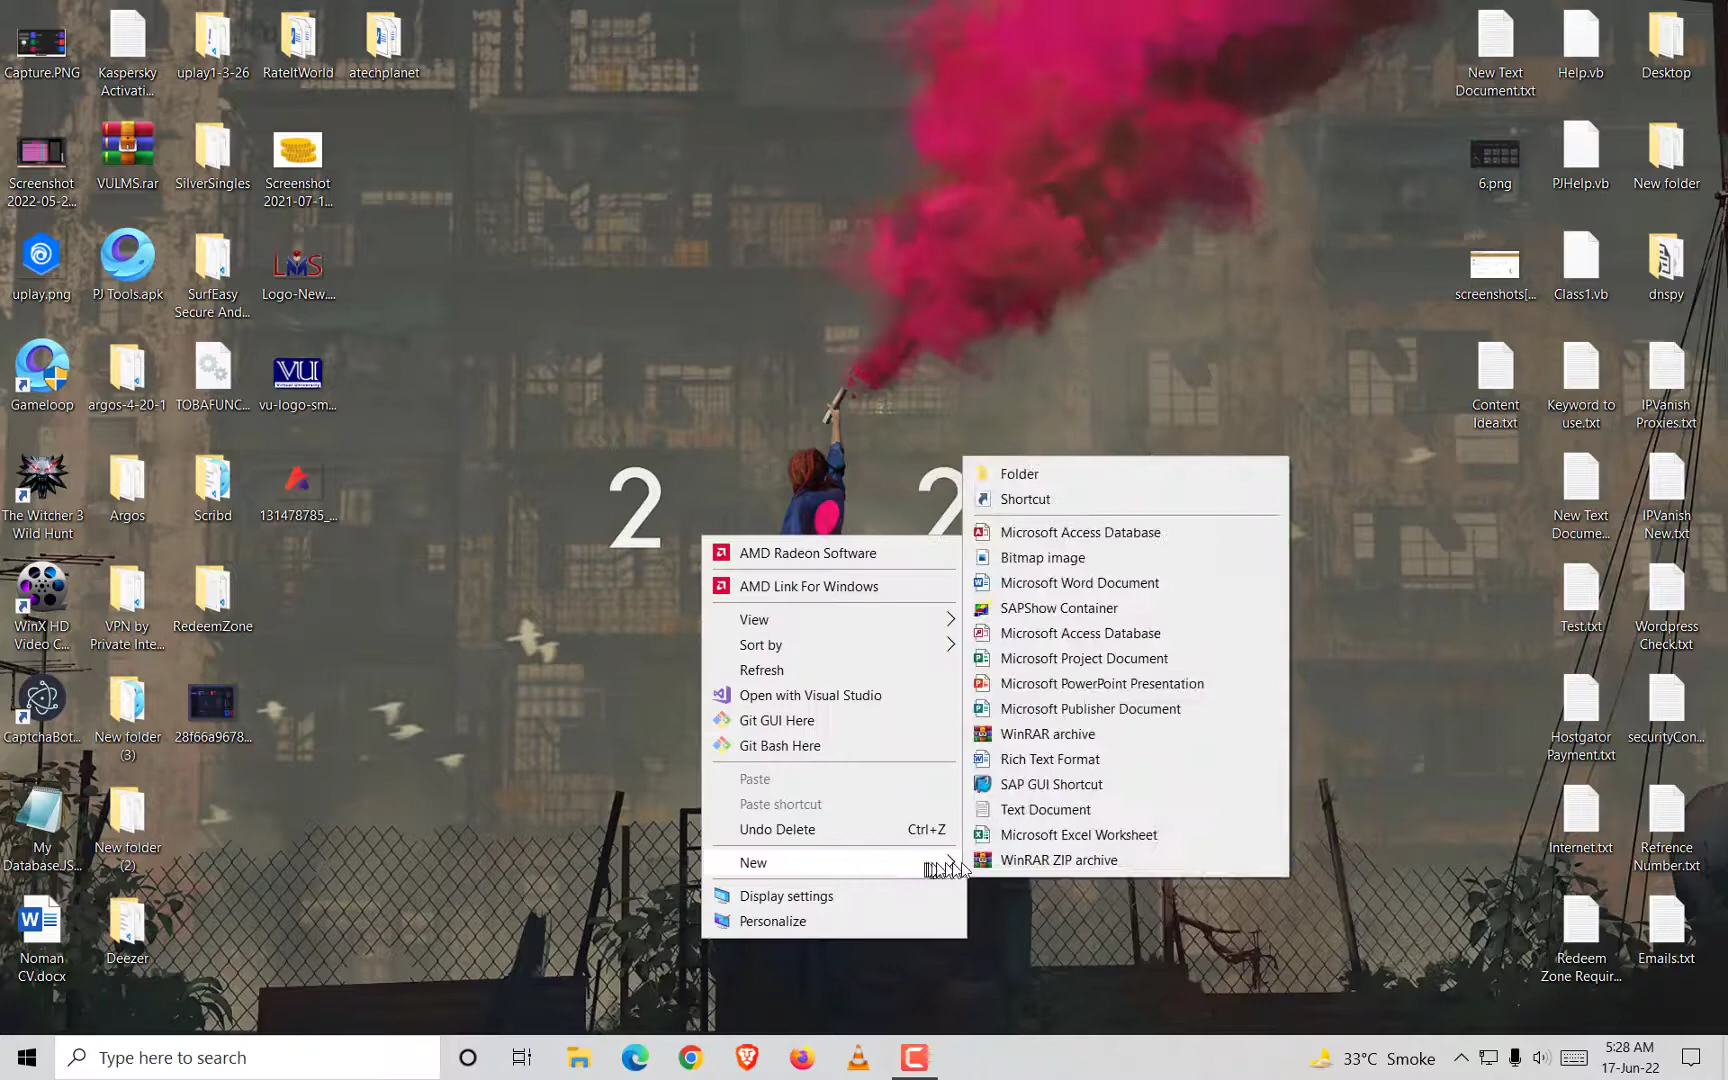 Capture.PNG
Kaspersky
Activati...
uplay1-3-26
RateItWorld
atechplanet
New Text
Document.txt
Help.vb
Desktop
Screenshot
2022-05-2...
VULMS.rar
SilverSingles
Screenshot
2021-07-1...
6.png
PJHelp.vb
New folder
uplay.png
PJ Tools.apk
SurfEasy
Secure And...
LMS
Logo-New....
screenshots[...
Class1.vb
dnspy
Gameloop
argos-4-20-1
TOBAFUNC...
VU
vu-logo-sm...
Content
Idea.txt
Keyword to
use.txt
IPVanish
Proxies.txt
The Witcher 3
Wild Hunt
Argos
Scribd
131478785_...
New Text
Docume...
IPVanish
New.txt
WinX HD
Video C...
VPN by
Private Inte...
RedeemZone
Test.txt
Wordpress
Check.txt
CaptchaBot...
New folder
(3)
28f66a9678...
Hostgator
Payment.txt
securityCon...
My
Database.JS...
New folder
(2)
Internet.txt
Refrence
Number.txt
Noman
CV.docx
Deezer
Redeem
Zone Requir...
Emails.txt
2 2
AMD Radeon Software
AMD Link For Windows
View
Sort by
Refresh
Open with Visual Studio
Git GUI Here
Git Bash Here
Paste
Paste shortcut
Undo Delete Ctrl+Z
New
Display settings
Personalize
Folder
Shortcut
Microsoft Access Database
Bitmap image
Microsoft Word Document
SAPShow Container
Microsoft Access Database
Microsoft Project Document
Microsoft PowerPoint Presentation
Microsoft Publisher Document
WinRAR archive
Rich Text Format
SAP GUI Shortcut
Text Document
Microsoft Excel Worksheet
WinRAR ZIP archive
Type here to search
33°C Smoke
5:28 AM
17-Jun-22